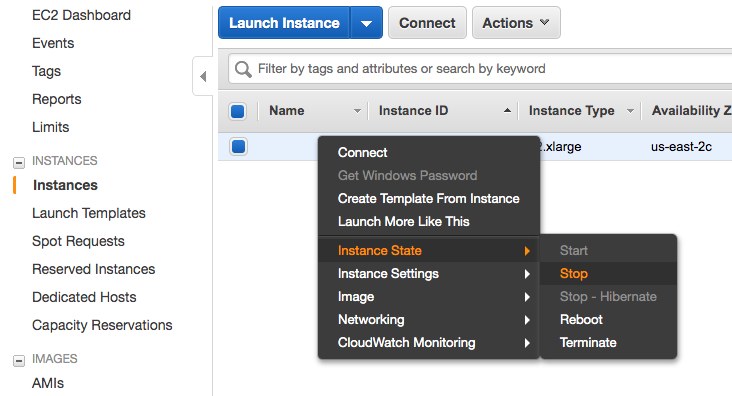 EC2 Dashboard
Events
Tags
Reports
Limits
INSTANCES
Instances
Launch Templates
Spot Requests
Reserved Instances
Dedicated Hosts
Capacity Reservations
IMAGES
AMIs
Launch Instance
Connect
Actions
Filter by tags and attributes or search by keyword
Name Instance ID Instance Type Availability Z
2.xlarge us-east-2c
Connect
Get Windows Password
Create Template From Instance
Launch More Like This
Instance State
Instance Settings
Image
Networking
CloudWatch Monitoring
Start
Stop
Stop - Hibernate
Reboot
Terminate